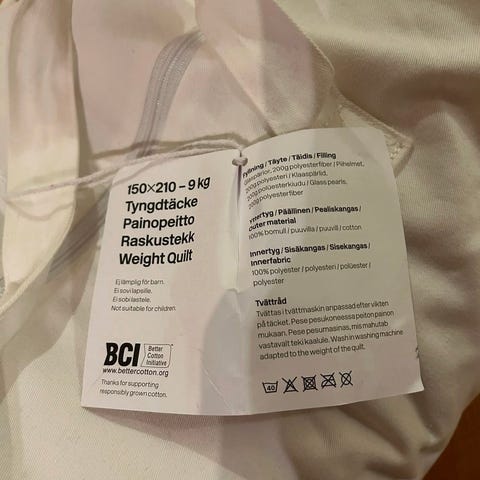 150×210 – 9 kg
Tyngdtäcke
Painopeitto
Raskustekk
Weight Quilt
Ej lämplig för barn.
Ei sovi lapsille.
Ei sobi lastele.
Not suitable for children.
BCI
Better
Cotton
Initiative
www.bettercotton.org
Thanks for supporting
responsibly grown cotton.
Fyllning / Täyte / Täidis / Filling
Glaspärlor, 200g polyesterfiber / Pihelmet,
200g polyesteri / Klaaspärlid,
200g polüesterkiudu / Glass pearls,
200g polyesterfiber
Yttertyg / Päällinen / Pealiskangas /
Outer material
100% bomull / puuvilla / puuvill / cotton
Innertyg / Sisäkangas / Sisekangas /
Innerfabric
100% polyester / polyesteri / polüester /
polyester
Tvättråd
Tvättas i tvättmaskin anpassad efter vikten
på täcket. Pese pesukoneessa peiton painon
mukaan. Pese pesumasinas, mis mahutab
vastavalt teki kaalule. Wash in washing machine
adapted to the weight of the quilt.
40